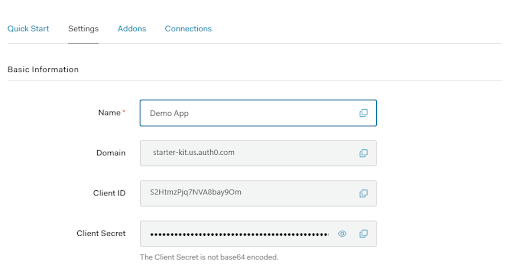 Quick Start Settings Addons Connections
Basic Information
Name * Demo App
Domain starter-kit.us.auth0.com
Client ID S2HtmzPjq7NVA8bay9Om
Client Secret ••••••••••••••••••••••••••••••••••••••••
The Client Secret is not base64 encoded.